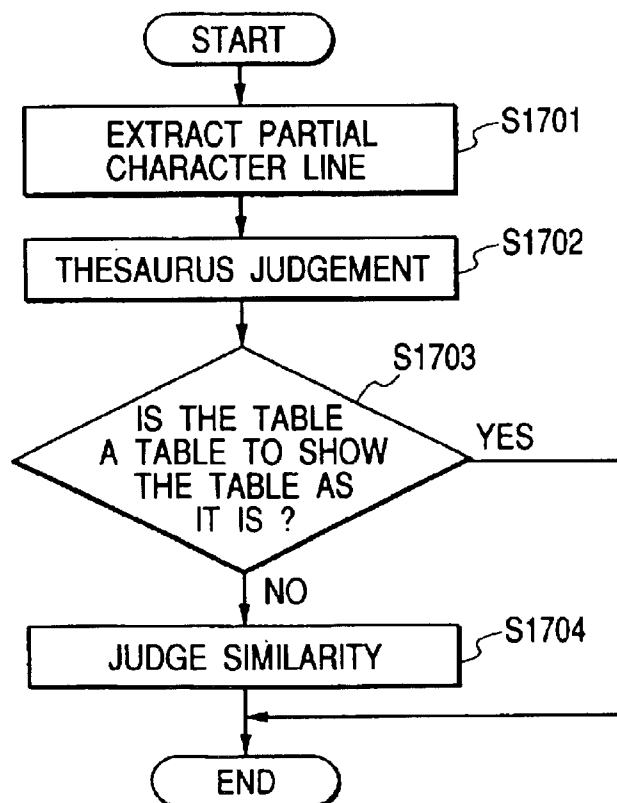 START
EXTRACT PARTIAL
CHARACTER LINE
S1701
THESAURUS JUDGEMENT
S1702
S1703
IS THE TABLE
A TABLE TO SHOW
THE TABLE AS
IT IS ?
YES
NO
JUDGE SIMILARITY
S1704
END